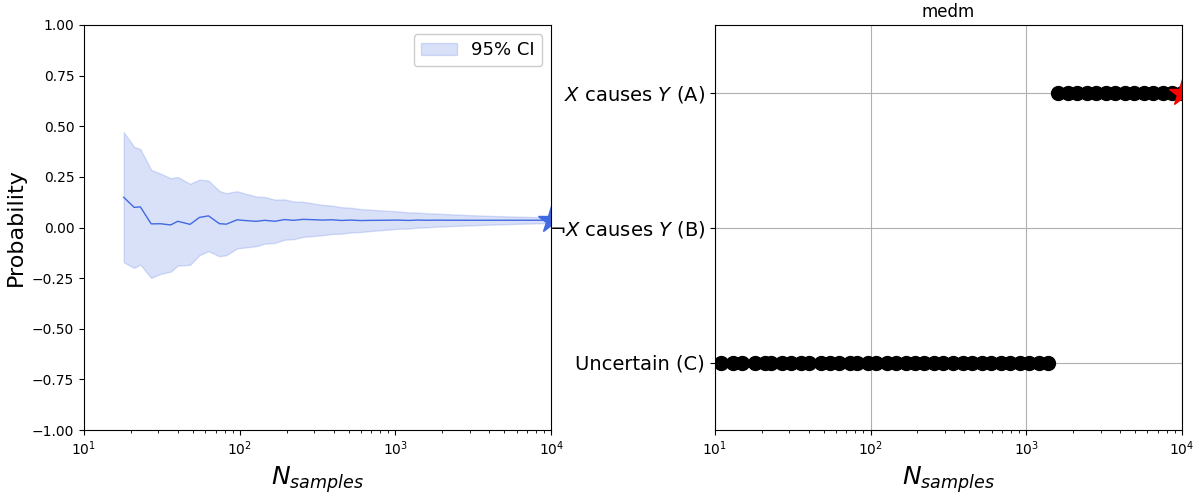 medm
1.00
0.75
0.50
0.25
0.00
−0.25
−0.50
−0.75
−1.00
Probability
95% CI
10¹ 10² 10³ 10⁴
N_samples
X causes Y (A)
¬X causes Y (B)
Uncertain (C)
10¹ 10² 10³ 10⁴
N_samples